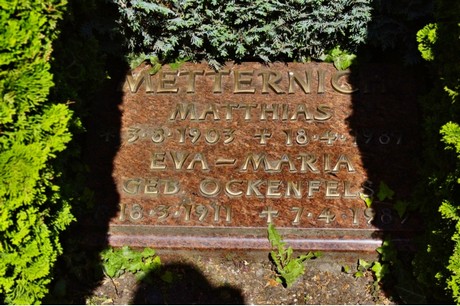 METTERNICH
MATTHIAS
* 3·8·1903 ✝ 18·4·1967
EVA–MARIA
GEB· OCKENFELS
18·3·1911 ✝ 7·4·